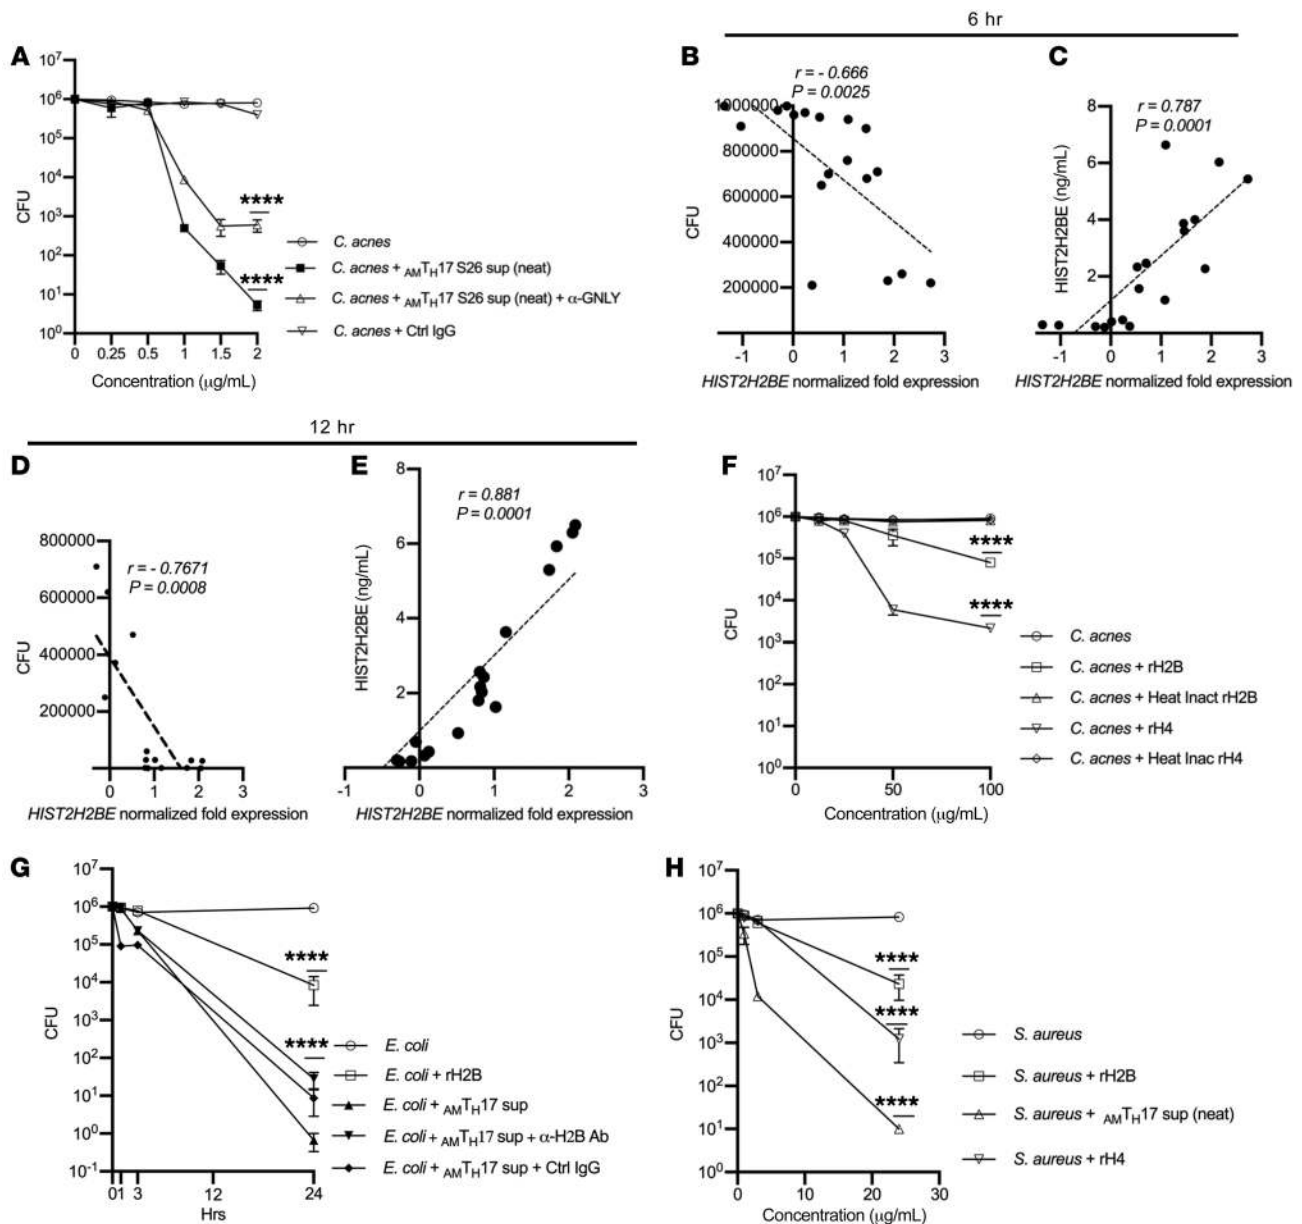 6 hr
A
10⁷
10⁶
10⁵
10⁴
10³
10²
10¹
10⁰
CFU
****
****
0 0.25 0.5 1 1.5 2
Concentration (μg/mL)
C. acnes
C. acnes + AMTH17 S26 sup (neat)
C. acnes + AMTH17 S26 sup (neat) + α-GNLY
C. acnes + Ctrl IgG
B
r = - 0.666
P = 0.0025
1000000
800000
600000
400000
200000
CFU
-1 0 1 2 3
HIST2H2BE normalized fold expression
C
r = 0.787
P = 0.0001
8
6
4
2
HIST2H2BE (ng/mL)
-1 0 1 2 3
HIST2H2BE normalized fold expression
12 hr
D
r = - 0.7671
P = 0.0008
800000
600000
400000
200000
CFU
0 1 2 3
HIST2H2BE normalized fold expression
E
r = 0.881
P = 0.0001
8
6
4
2
HIST2H2BE (ng/mL)
-1 0 1 2 3
HIST2H2BE normalized fold expression
F
10⁷
10⁶
10⁵
10⁴
10³
10²
10¹
10⁰
CFU
****
****
0 50 100
Concentration (μg/mL)
C. acnes
C. acnes + rH2B
C. acnes + Heat Inact rH2B
C. acnes + rH4
C. acnes + Heat Inac rH4
G
10⁷
10⁶
10⁵
10⁴
10³
10²
10¹
10⁰
10⁻¹
CFU
****
****
01 3 12 24
Hrs
E. coli
E. coli + rH2B
E. coli + AMTH17 sup
E. coli + AMTH17 sup + α-H2B Ab
E. coli + AMTH17 sup + Ctrl IgG
H
10⁷
10⁶
10⁵
10⁴
10³
10²
10¹
10⁰
CFU
****
****
****
0 10 20 30
Concentration (μg/mL)
S. aureus
S. aureus + rH2B
S. aureus + AMTH17 sup (neat)
S. aureus + rH4